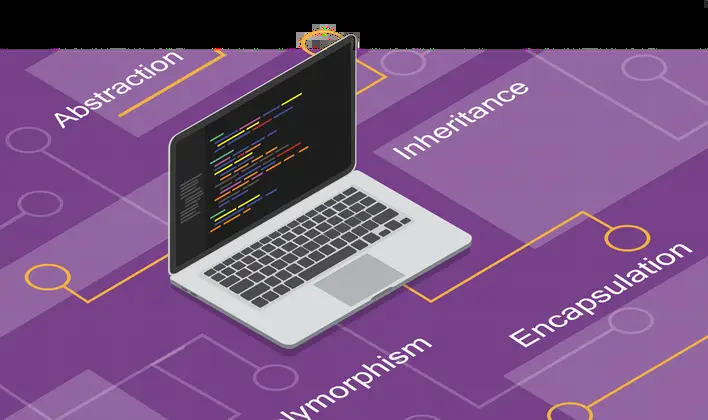 Abstraction
Inheritance
Encapsulation
lymorphism